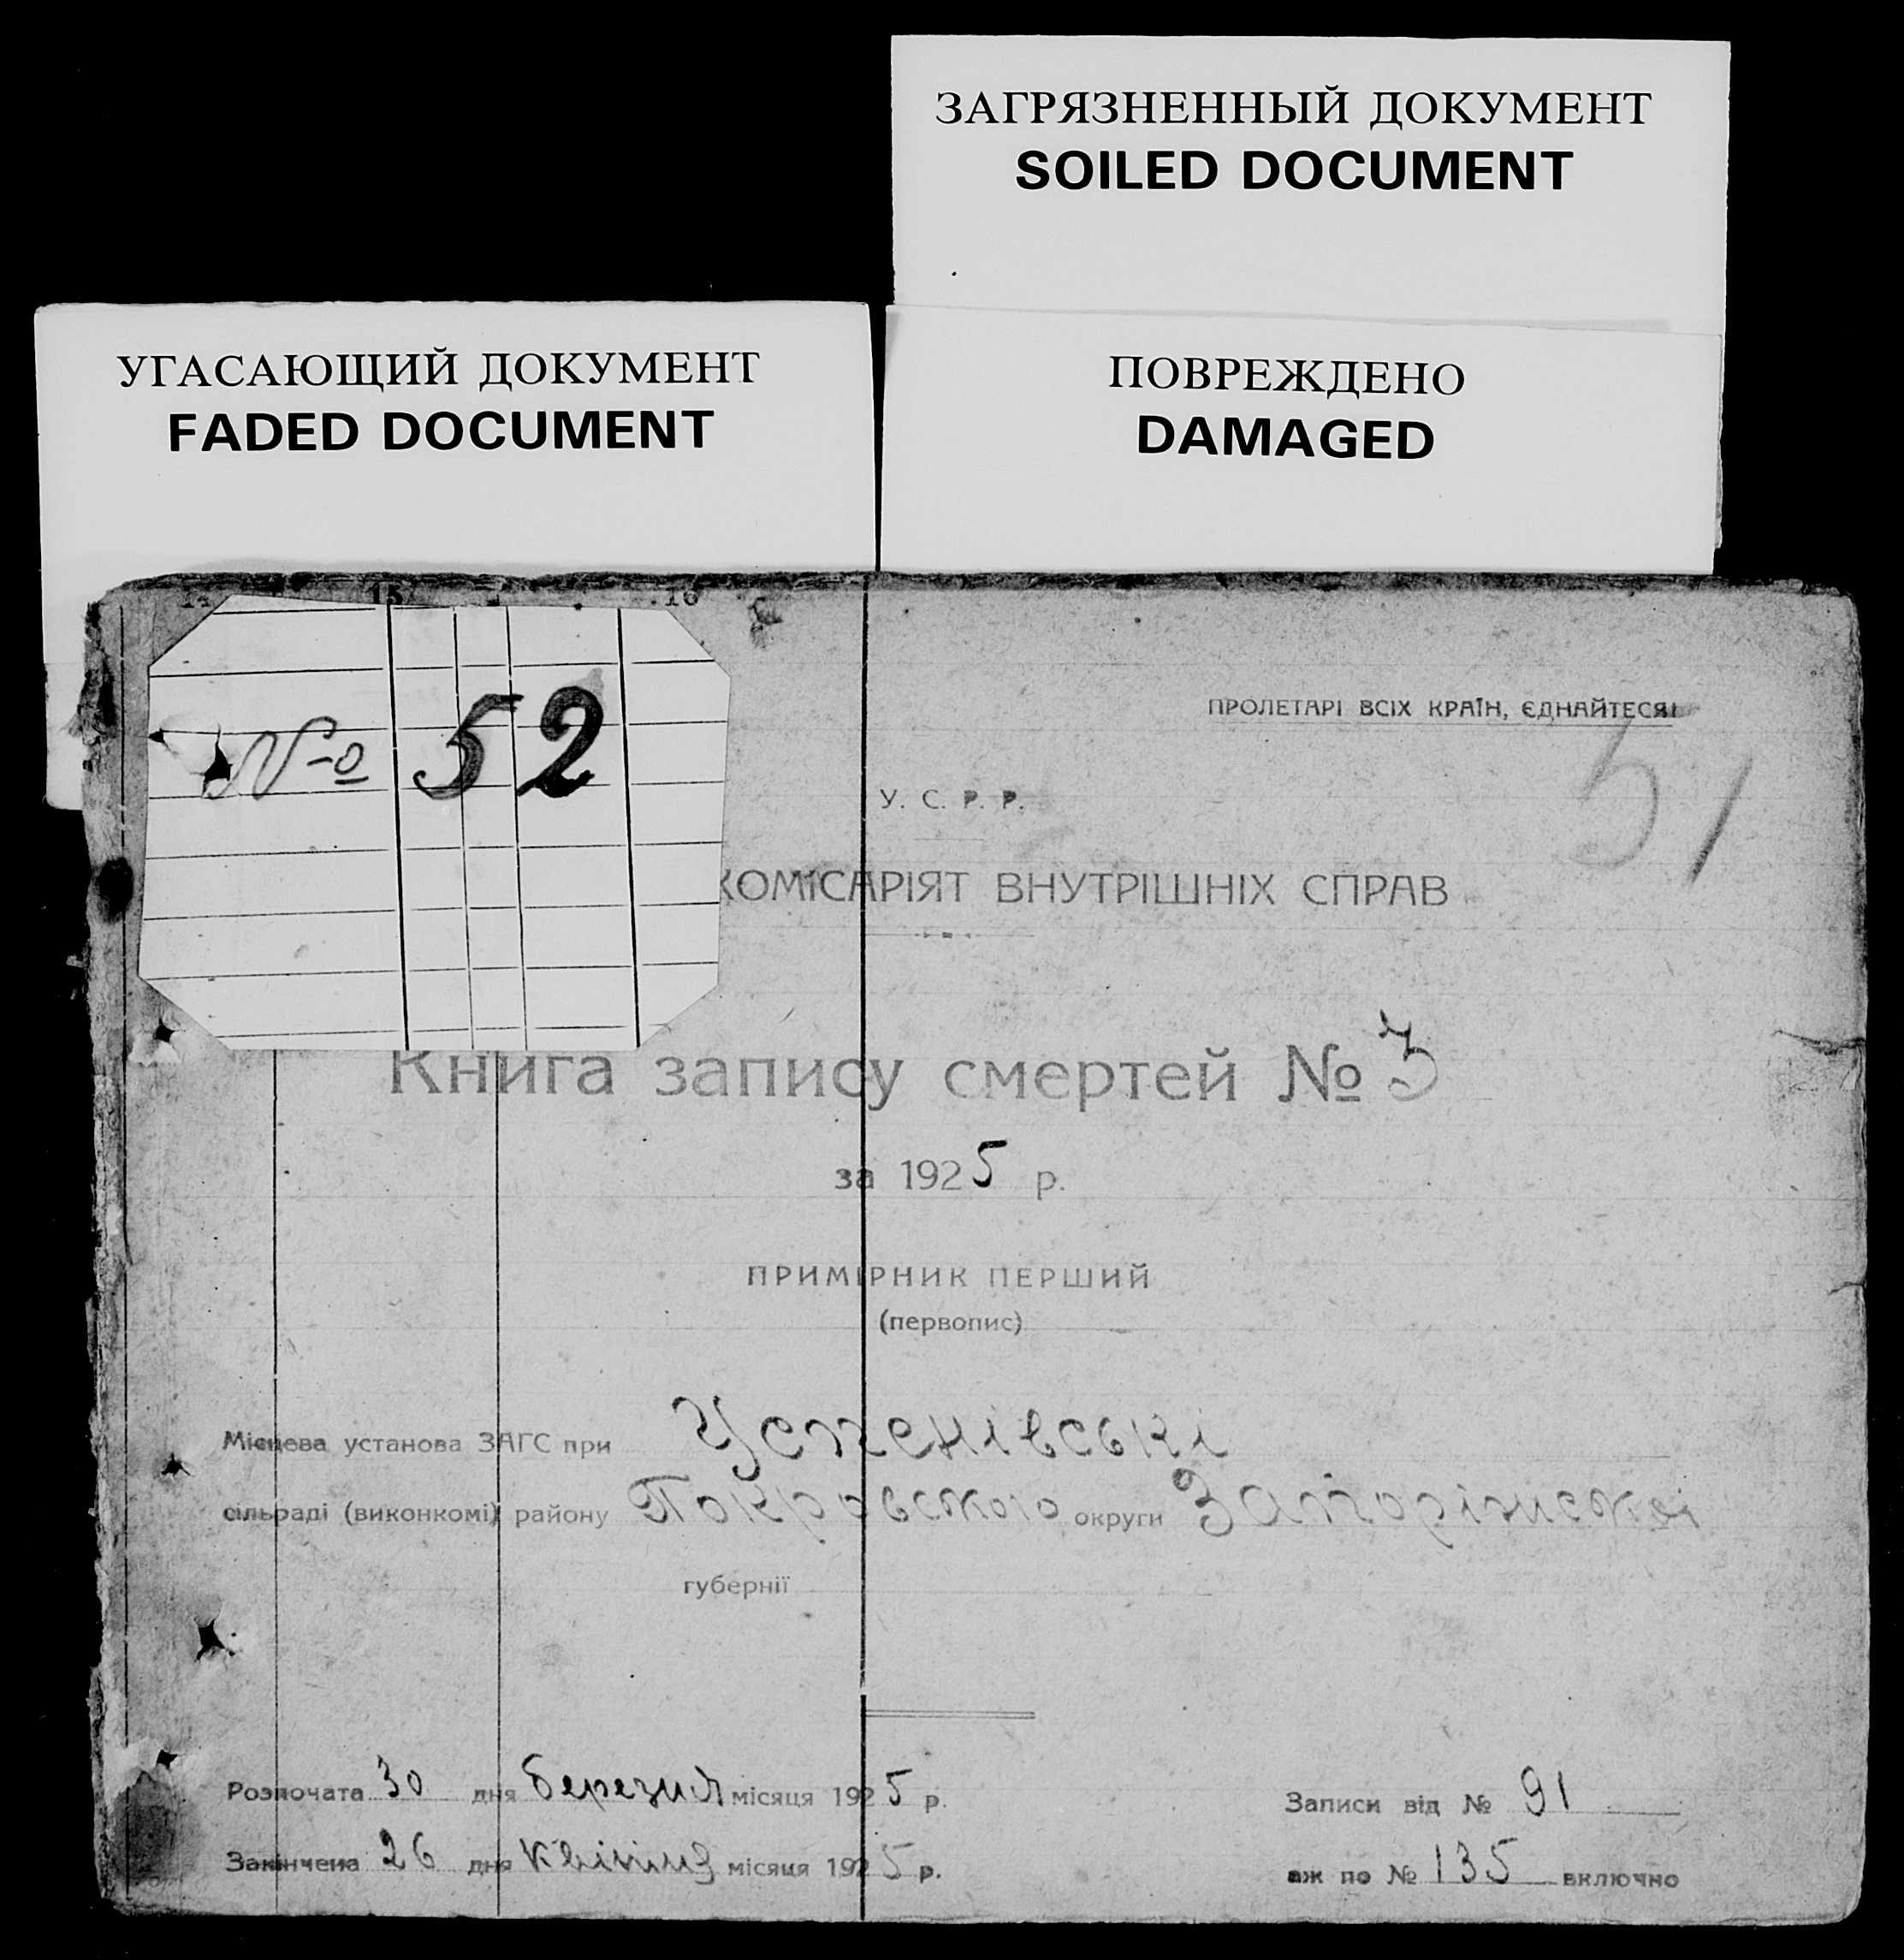 ЗАГРЯЗНЕННЫЙ ДОКУМЕНТ
SOILED DOCUMENT
УГАСАЮЩИЙ ДОКУМЕНТ
FADED DOCUMENT
ПОВРЕЖДЕНО
DAMAGED
15 16
№ 52
ПРОЛЕТАРІ ВСІХ КРАЇН, ЄДНАЙТЕСЯ!
51
У. С. Р. Р.
КОМІСАРІЯТ ВНУТРІШНІХ СПРАВ
Книга запису смертей № 3
за 1925 р.
ПРИМІРНИК ПЕРШИЙ
(первопис)
Місцева установа ЗАГС при Успенівські
сільраді (виконкомі) району Покровского округи
губернії
Розпочата 30 дня березня місяця 1925 р.
Закінчена 26 дня квітня місяця 1925 р.
Записи від № 91
аж по № 135 включно